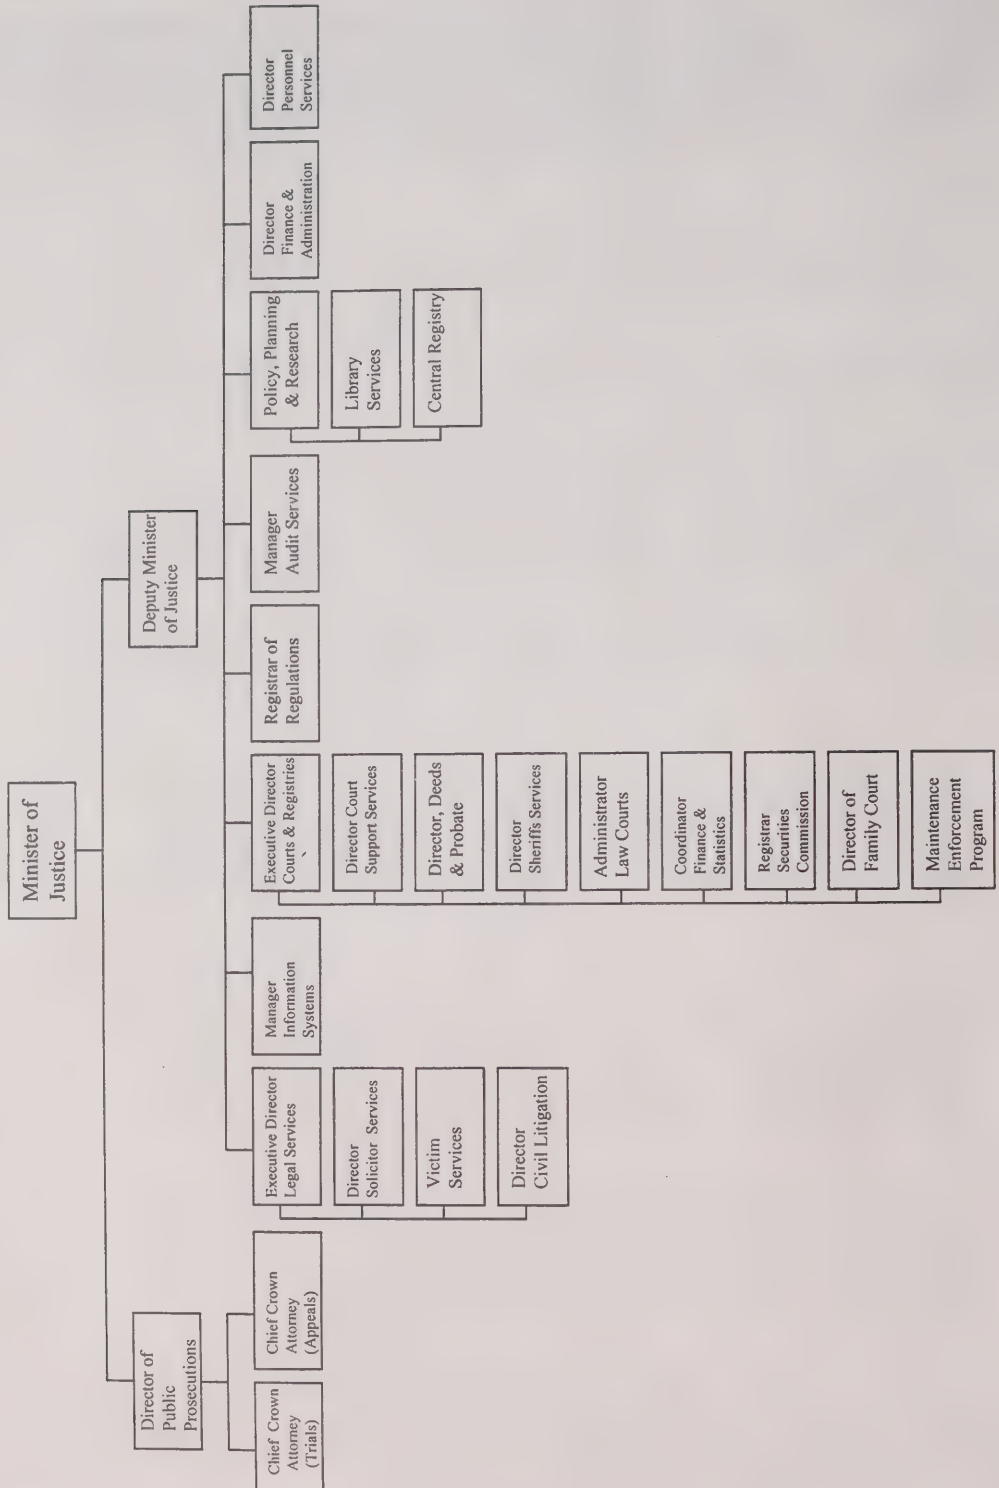 Minister of
Justice
Director of
Public
Prosecutions
Deputy Minister
of Justice
Chief Crown
Attorney
(Trials)
Chief Crown
Attorney
(Appeals)
Executive Director
Legal Services
Director
Solicitor Services
Victim
Services
Director
Civil Litigation
Manager
Information
Systems
Executive Director
Courts & Registries
Director Court
Support Services
Director, Deeds
& Probate
Director
Sheriffs Services
Administrator
Law Courts
Coordinator
Finance &
Statistics
Registrar
Securities
Commission
Director of
Family Court
Maintenance
Enforcement
Program
Registrar of
Regulations
Manager
Audit Services
Policy, Planning
& Research
Library
Services
Central Registry
Director
Finance &
Administration
Director
Personnel
Services